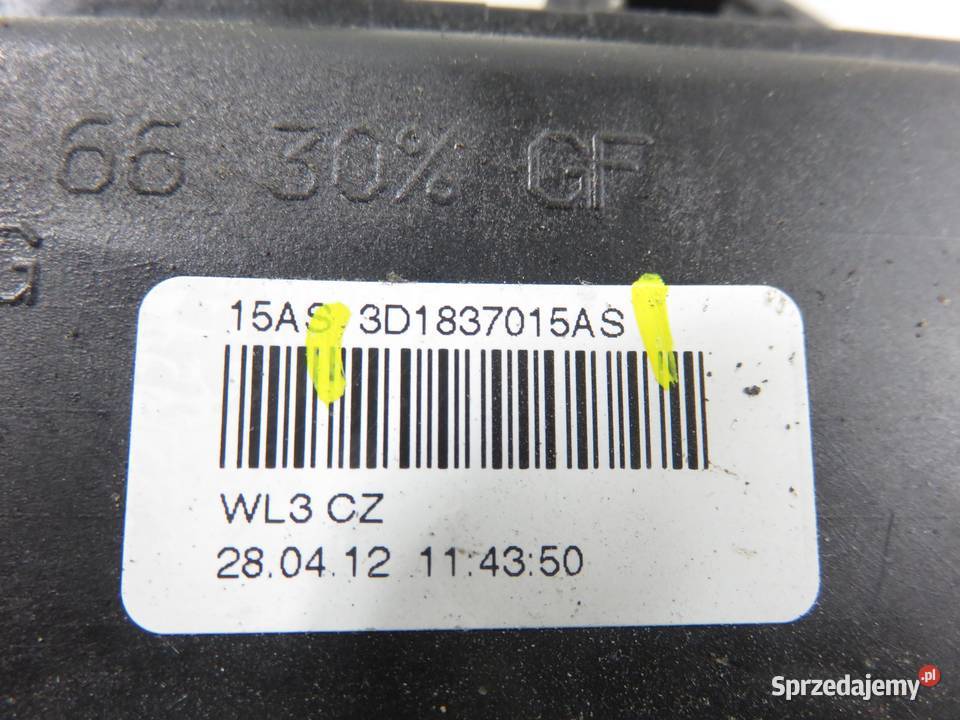 66 30% GF
G
15AS 3D1837015AS
WL3 CZ
28.04.12 11:43:50
Sprzedajemy.pl